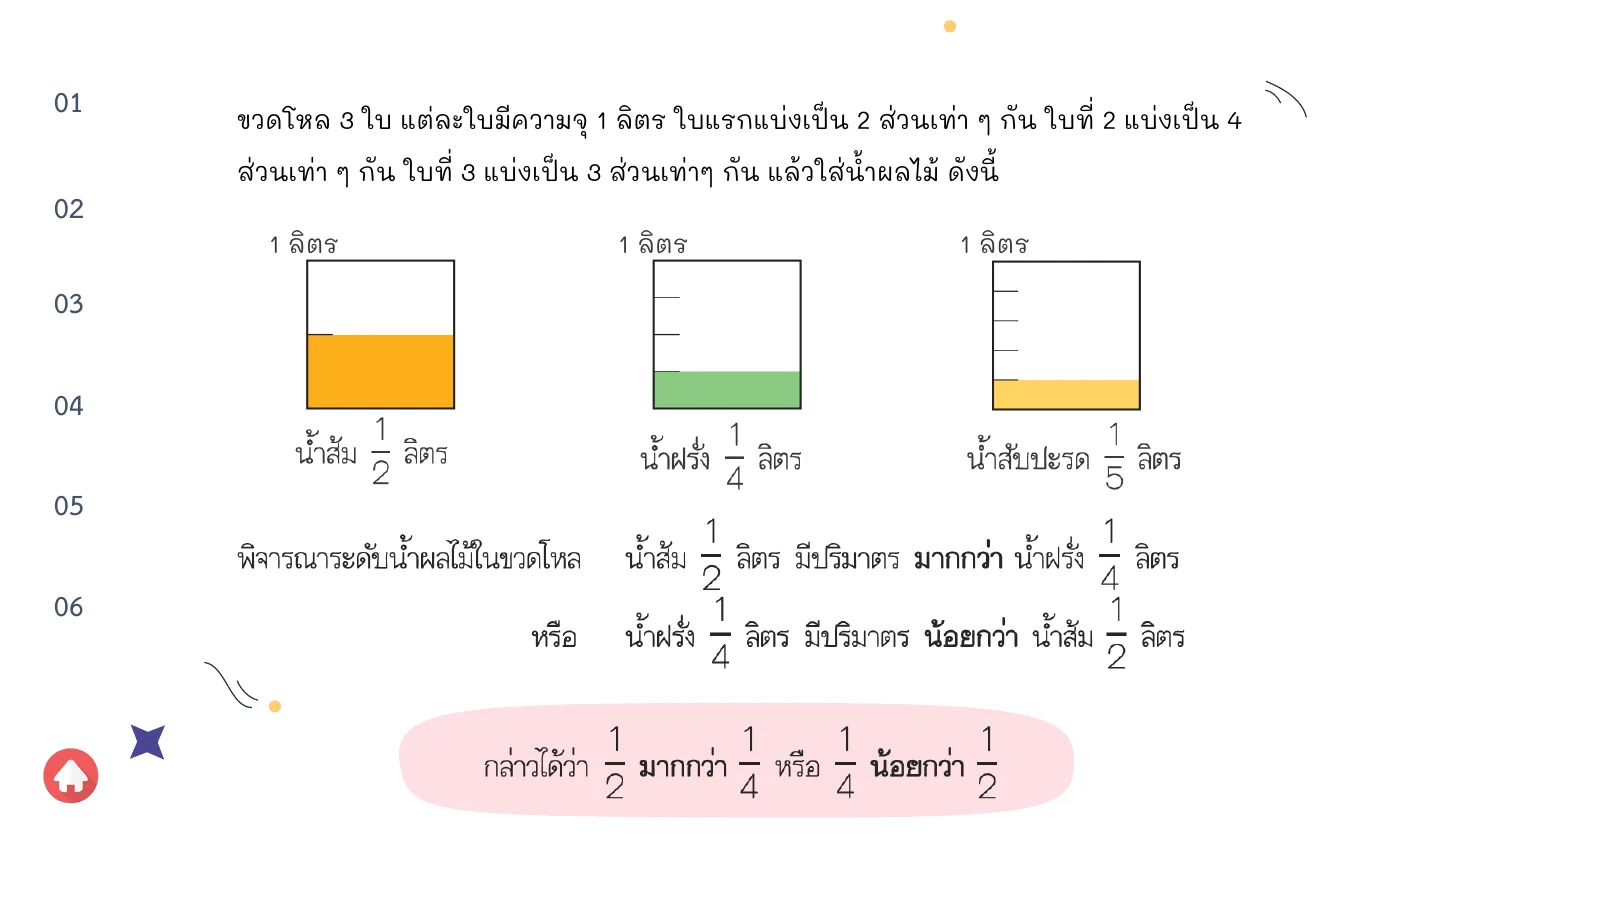 01
02
03
04
05
06
ขวดโหล 3 ใบ แต่ละใบมีความจุ 1 ลิตร ใบแรกแบ่งเป็น 2 ส่วนเท่า ๆ กัน ใบที่ 2 แบ่งเป็น 4
ส่วนเท่า ๆ กัน ใบที่ 3 แบ่งเป็น 3 ส่วนเท่าๆ กัน แล้วใส่น้ำผลไม้ ดังนี้
1 ลิตร 1 ลิตร 1 ลิตร
น้ำส้ม 1/2 ลิตร น้ำฝรั่ง 1/4 ลิตร น้ำสับปะรด 1/5 ลิตร
พิจารณาระดับน้ำผลไม้ในขวดโหล น้ำส้ม 1/2 ลิตร มีปริมาตร มากกว่า น้ำฝรั่ง 1/4 ลิตร
หรือ น้ำฝรั่ง 1/4 ลิตร มีปริมาตร น้อยกว่า น้ำส้ม 1/2 ลิตร
กล่าวได้ว่า 1/2 มากกว่า 1/4 หรือ 1/4 น้อยกว่า 1/2